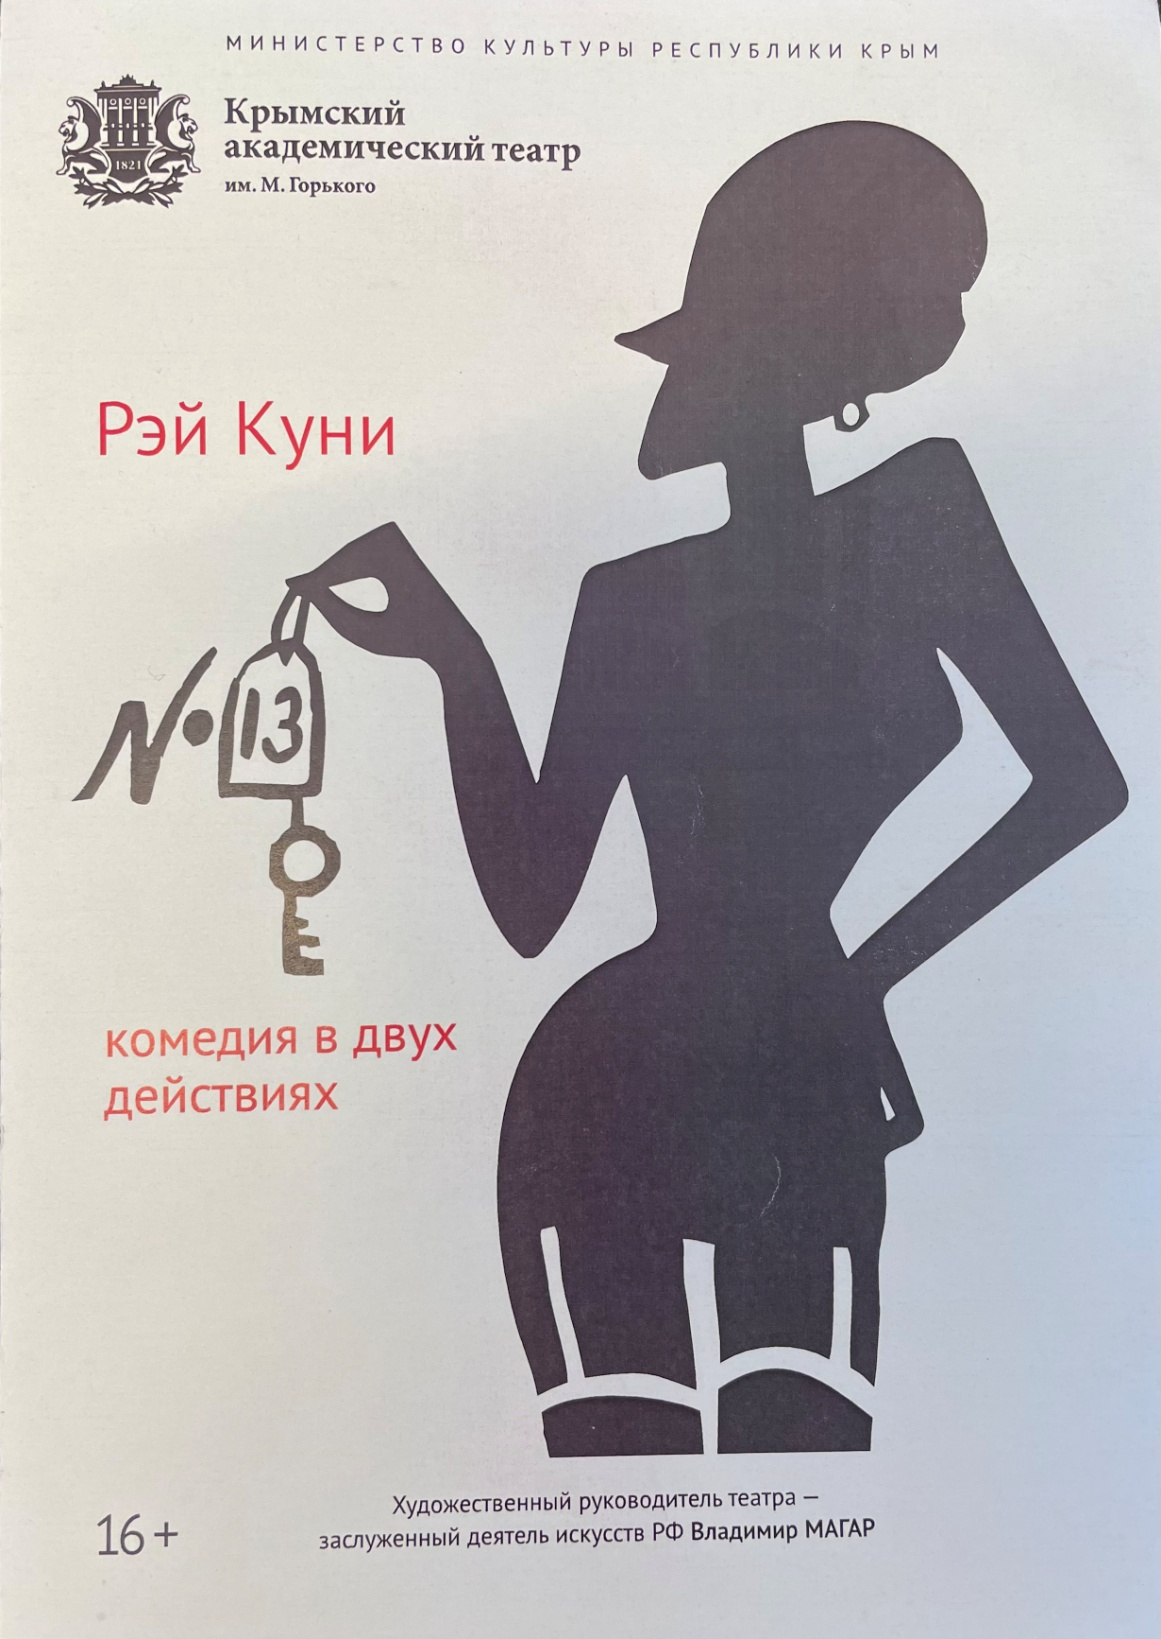 МИНИСТЕРСТВО КУЛЬТУРЫ РЕСПУБЛИКИ КРЫМ
1821
Крымский
академический театр
им. М. Горького
Рэй Куни
№13
комедия в двух
действиях
Художественный руководитель театра —
заслуженный деятель искусств РФ Владимир МАГАР
16+